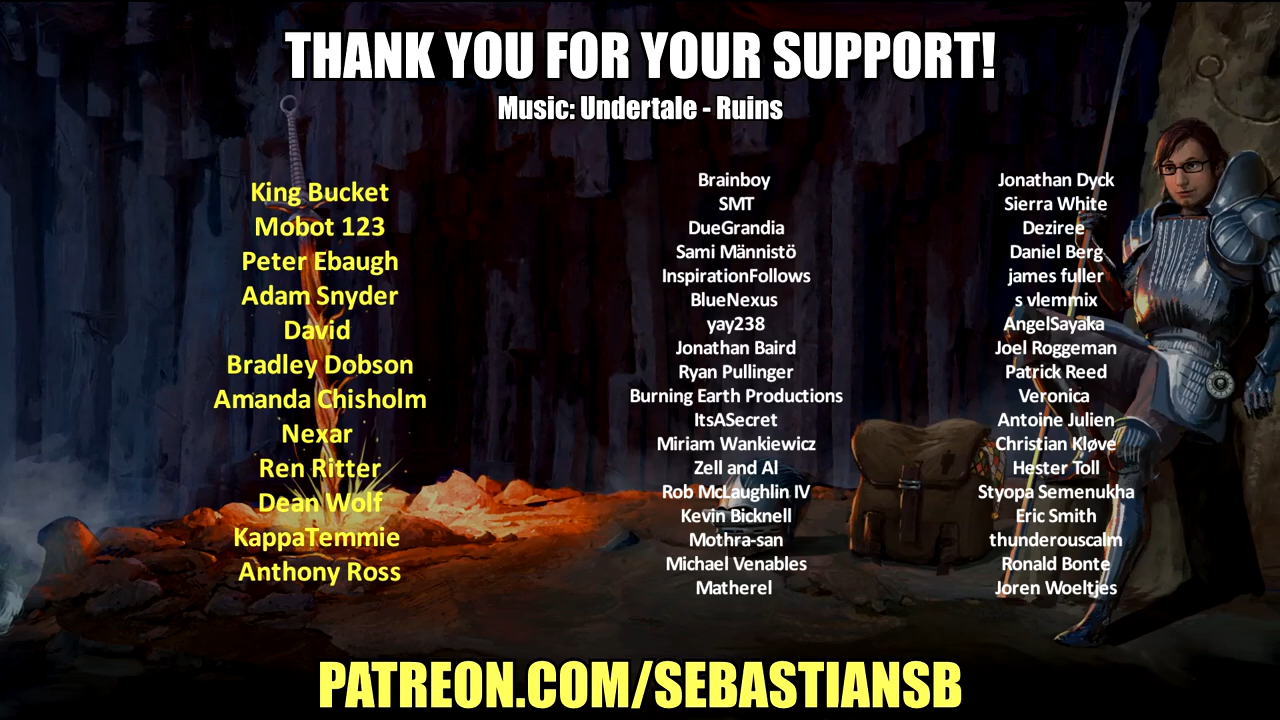 THANK YOU FOR YOUR SUPPORT!
Music: Undertale - Ruins
King Bucket
Mobot 123
Peter Ebaugh
Adam Snyder
David
Bradley Dobson
Amanda Chisholm
Nexar
Ren Ritter
Dean Wolf
KappaTemmie
Anthony Ross
Brainboy
SMT
DueGrandia
Sami Männistö
InspirationFollows
BlueNexus
yay238
Jonathan Baird
Ryan Pullinger
Burning Earth Productions
ItsASecret
Miriam Wankiewicz
Zell and Al
Rob McLaughlin IV
Kevin Bicknell
Mothra-san
Michael Venables
Matherel
Jonathan Dyck
Sierra White
Deziree
Daniel Berg
james fuller
s vlemmix
AngelSayaka
Joel Roggeman
Patrick Reed
Veronica
Antoine Julien
Christian Kløve
Hester Toll
Styopa Semenukha
Eric Smith
thunderouscalm
Ronald Bonte
Joren Woeltjes
PATREON.COM/SEBASTIANSB